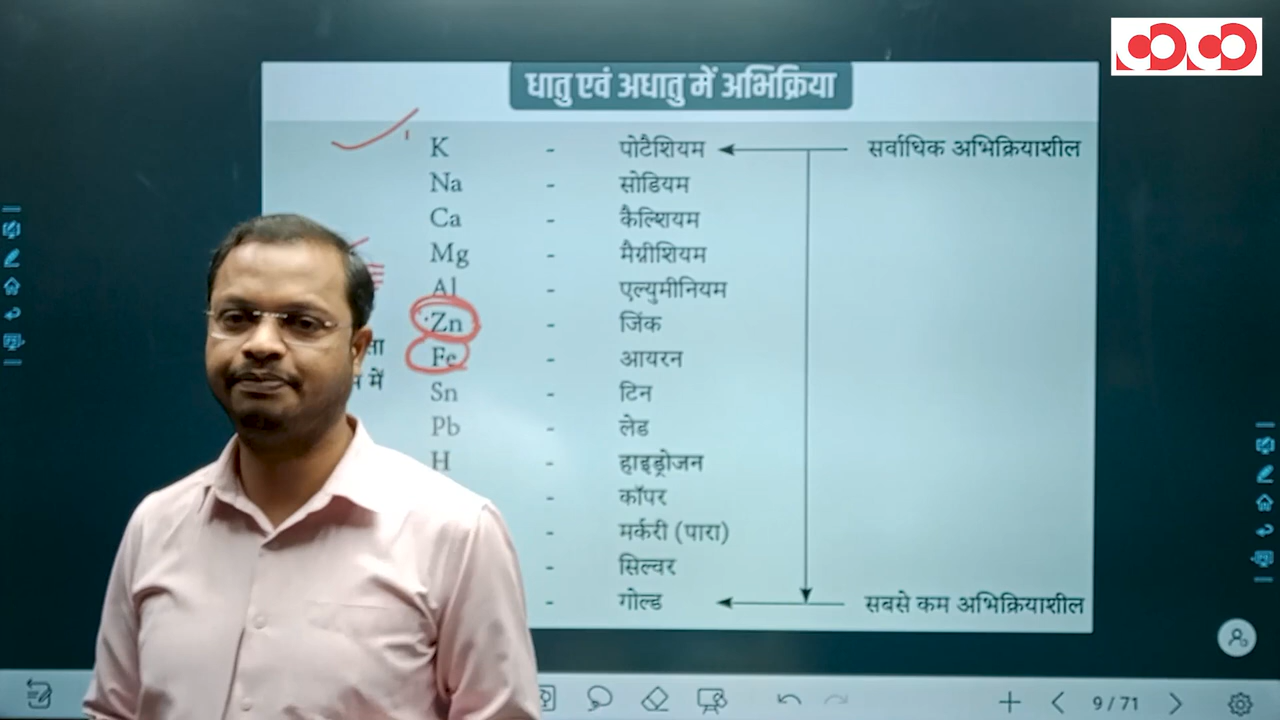 धातु एवं अधातु में अभिक्रिया
K - पोटैशियम सर्वाधिक अभिक्रियाशील
Na - सोडियम
Ca - कैल्शियम
Mg - मैग्नीशियम
Al - एल्युमीनियम
Zn - जिंक
Fe - आयरन
में
Sn - टिन
Pb - लेड
H - हाइड्रोजन
- कॉपर
- मर्करी (पारा)
- सिल्वर
- गोल्ड सबसे कम अभिक्रियाशील
9 / 71